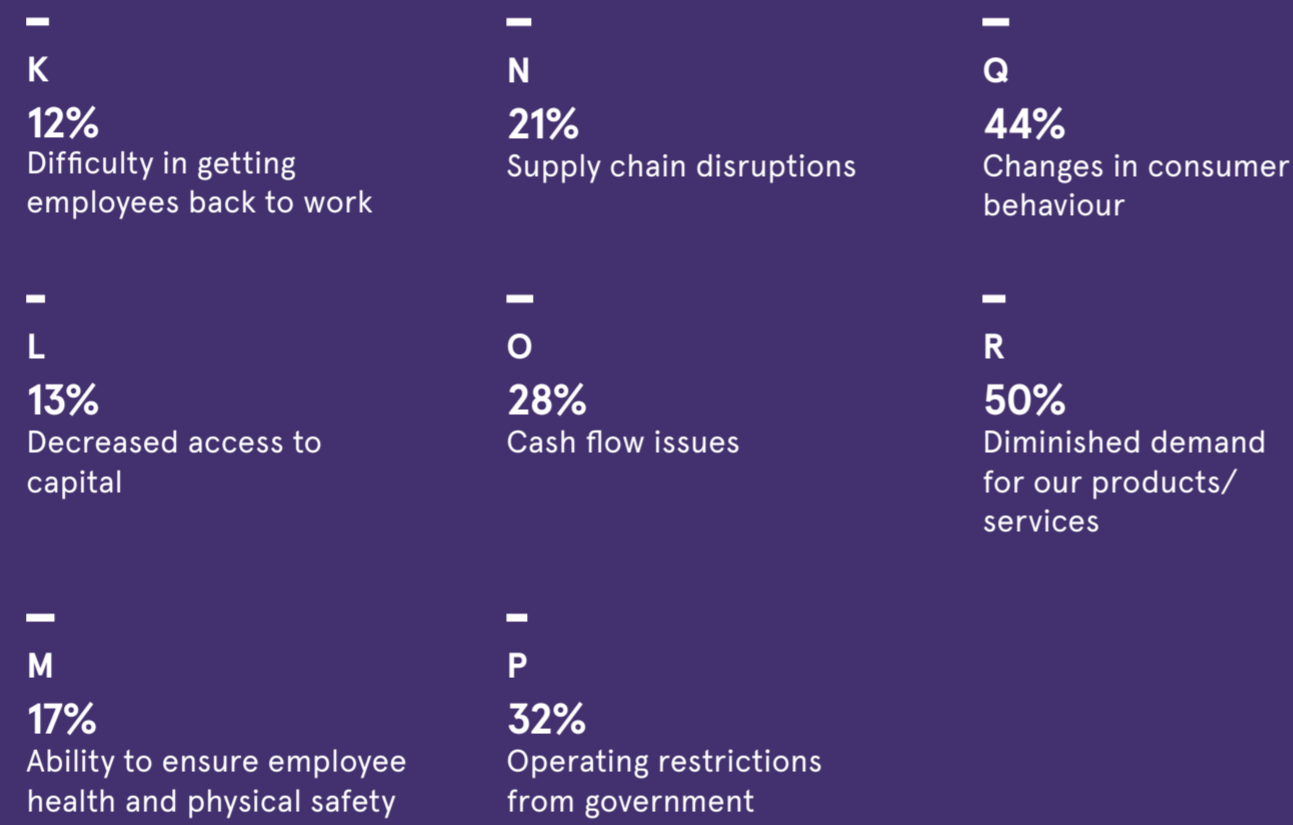 K
12%
Difficulty in getting
employees back to work
L
13%
Decreased access to
capital
M
17%
Ability to ensure employee
health and physical safety
N
21%
Supply chain disruptions
O
28%
Cash flow issues
P
32%
Operating restrictions
from government
Q
44%
Changes in consumer
behaviour
R
50%
Diminished demand
for our products/
services